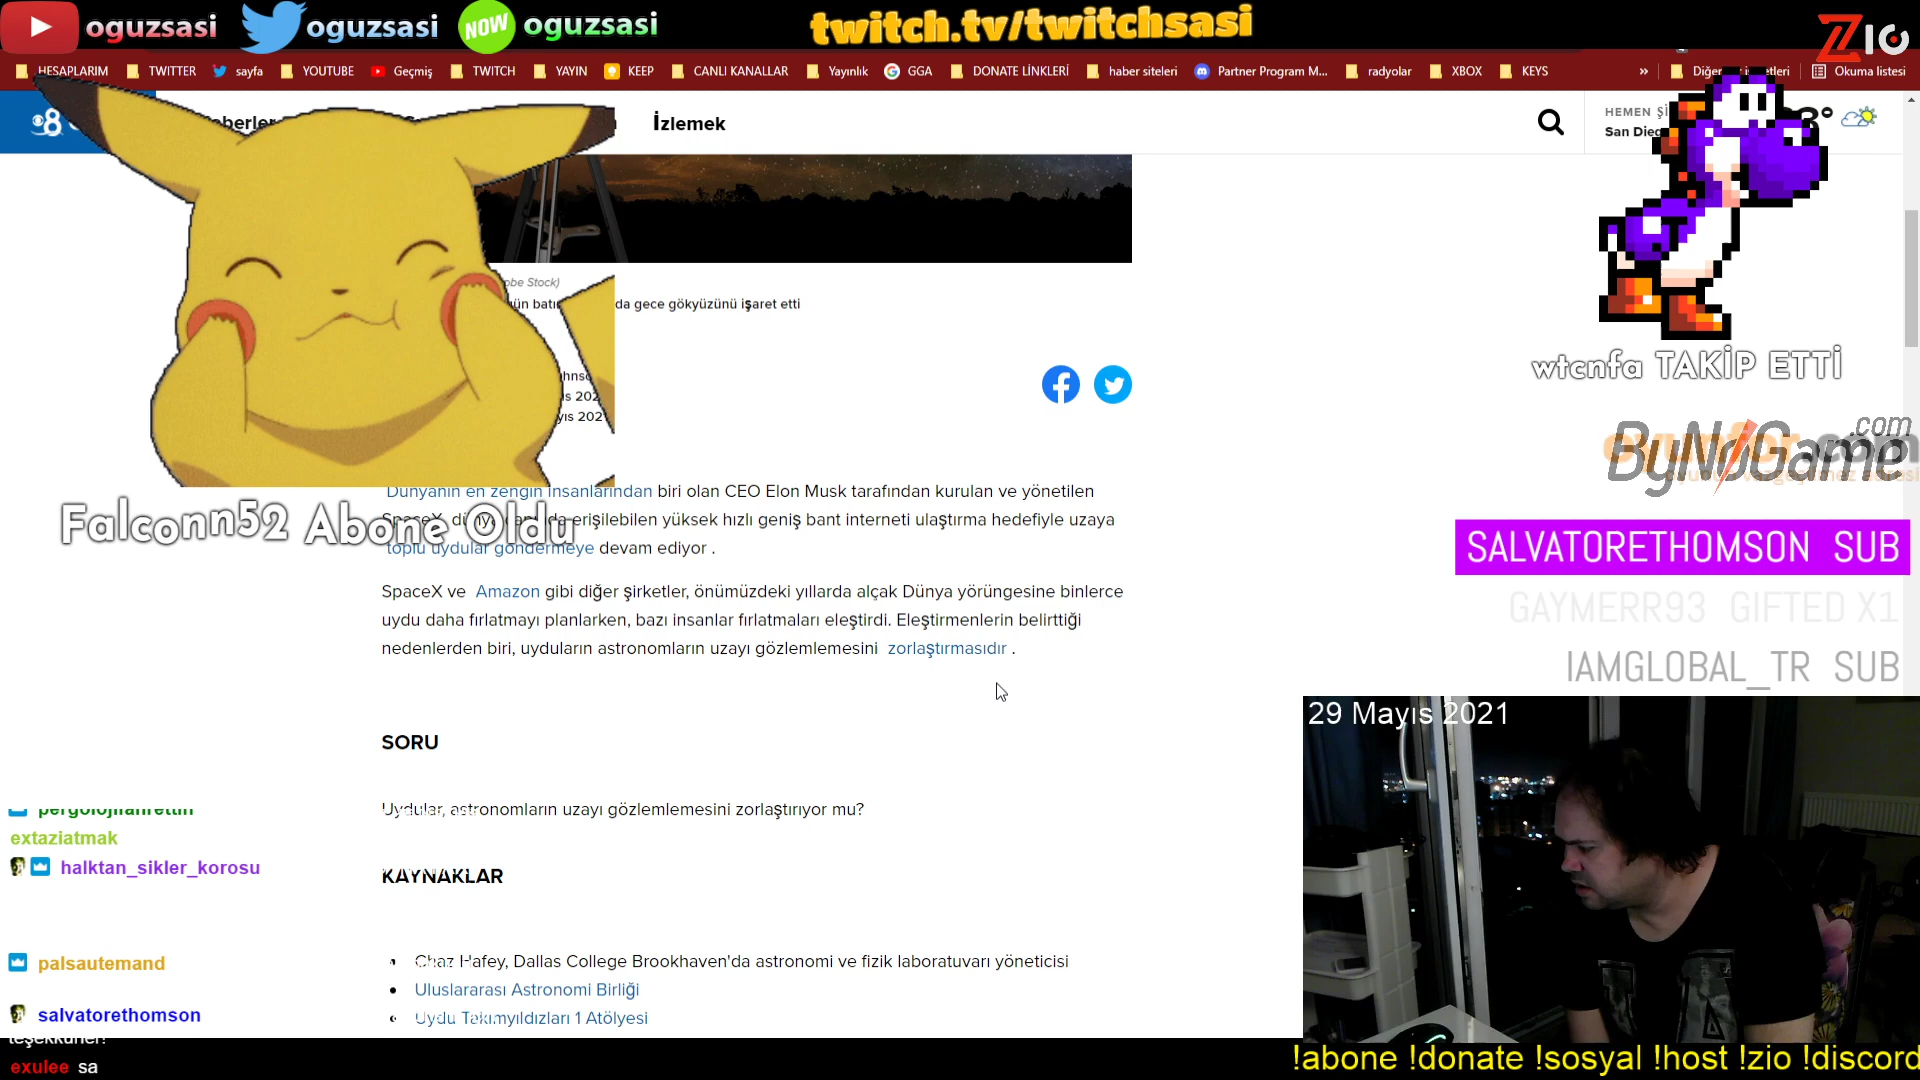 oguzsasi
oguzsasi
NOW
oguzsasi
twitch.tv/twitchsasi
HESAPLARIM
TWITTER
sayfa
YOUTUBE
Geçmiş
TWITCH
YAYIN
KEEP
CANLI KANALLAR
Yayınlık
GGA
DONATE LİNKLERİ
haber siteleri
Partner Program M...
radyolar
XBOX
KEYS
»
Okuma listesi
8
İzlemek
HEMEN
San
da gece gökyüzünü işaret etti
wtcnfa TAKİP ETTİ
ByNoGame
.com
Falconn52 Abone Oldu
Dünyanın en zengin insanlarından biri olan CEO Elon Musk tarafından kurulan ve yönetilen
SpaceX, erişilebilen yüksek hızlı geniş bant interneti ulaştırma hedefiyle uzaya
toplu uydular göndermeye devam ediyor .
SpaceX ve Amazon gibi diğer şirketler, önümüzdeki yıllarda alçak Dünya yörüngesine binlerce
uydu daha fırlatmayı planlarken, bazı insanlar fırlatmaları eleştirdi. Eleştirmenlerin belirttiği
nedenlerden biri, uyduların astronomların uzayı gözlemlemesini zorlaştırmasıdır .
SALVATORETHOMSON SUB
GAYMERR93 GIFTED X1
IAMGLOBAL_TR SUB
29 Mayıs 2021
SORU
Uydular astronomların uzayı gözlemlemesini zorlaştırıyor mu?
KAYNAKLAR
Hafey, Dallas College Brookhaven'da astronomi ve fizik laboratuvarı yöneticisi
Uluslararası Astronomi Birliği
Uydu Takımyıldızları 1 Atölyesi
extaziatmak
halktan_sikler_korosu
palsautemand
salvatorethomson
exulee sa
!abone !donate !sosyal !host !zio !discord